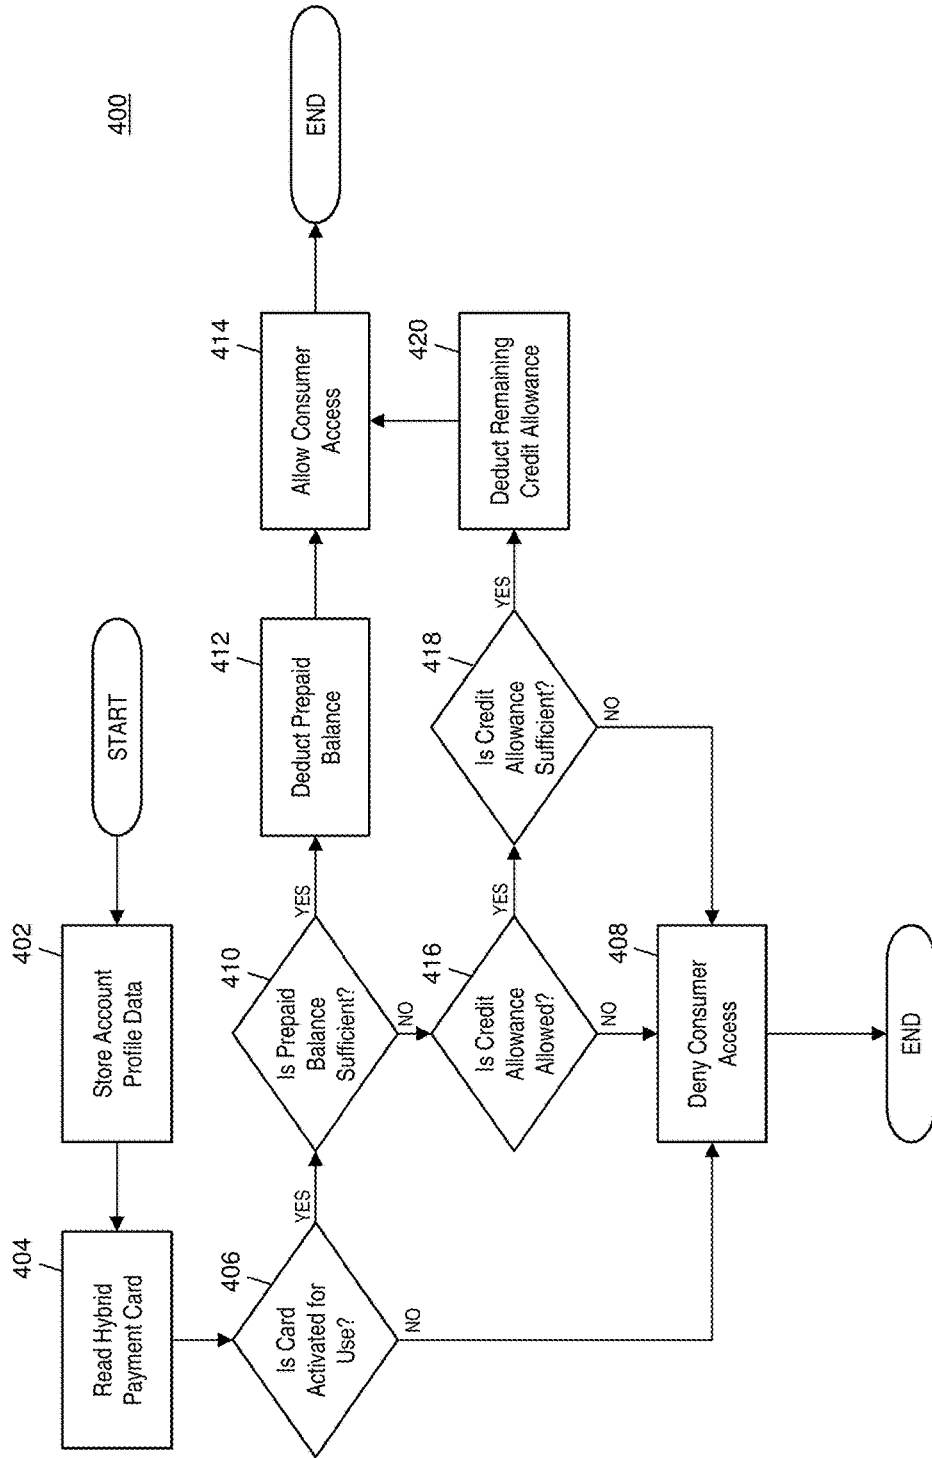 400
START
402
Store Account
Profile Data
404
Read Hybrid
Payment Card
406
Is Card
Activated for
Use?
YES
NO
410
Is Prepaid
Balance
Sufficient?
YES
NO
412
Deduct Prepaid
Balance
414
Allow Consumer
Access
END
416
Is Credit
Allowance
Allowed?
YES
NO
418
Is Credit
Allowance
Sufficient?
YES
NO
420
Deduct Remaining
Credit Allowance
408
Deny Consumer
Access
END